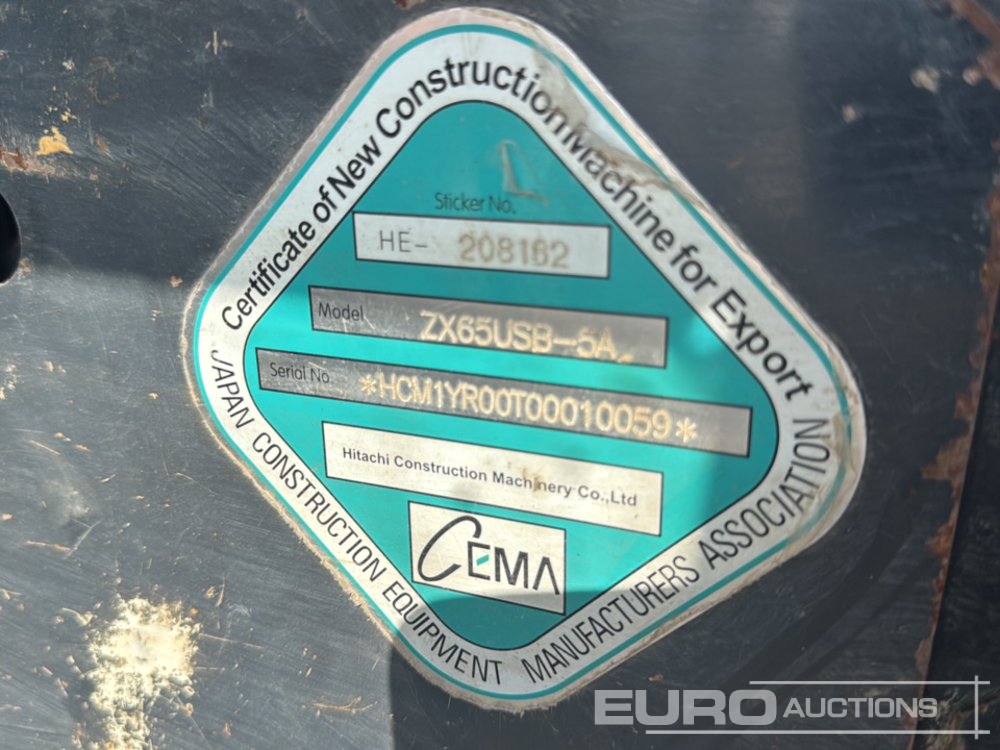 Certificate of New Construction Machine for Export
Sticker No.
HE- 208182
Model ZX65USB-5A
Serial No. *HCM1YR00T00010059*
Hitachi Construction Machinery Co.,Ltd
CEMA
JAPAN CONSTRUCTION EQUIPMENT MANUFACTURERS ASSOCIATION
EURO AUCTIONS